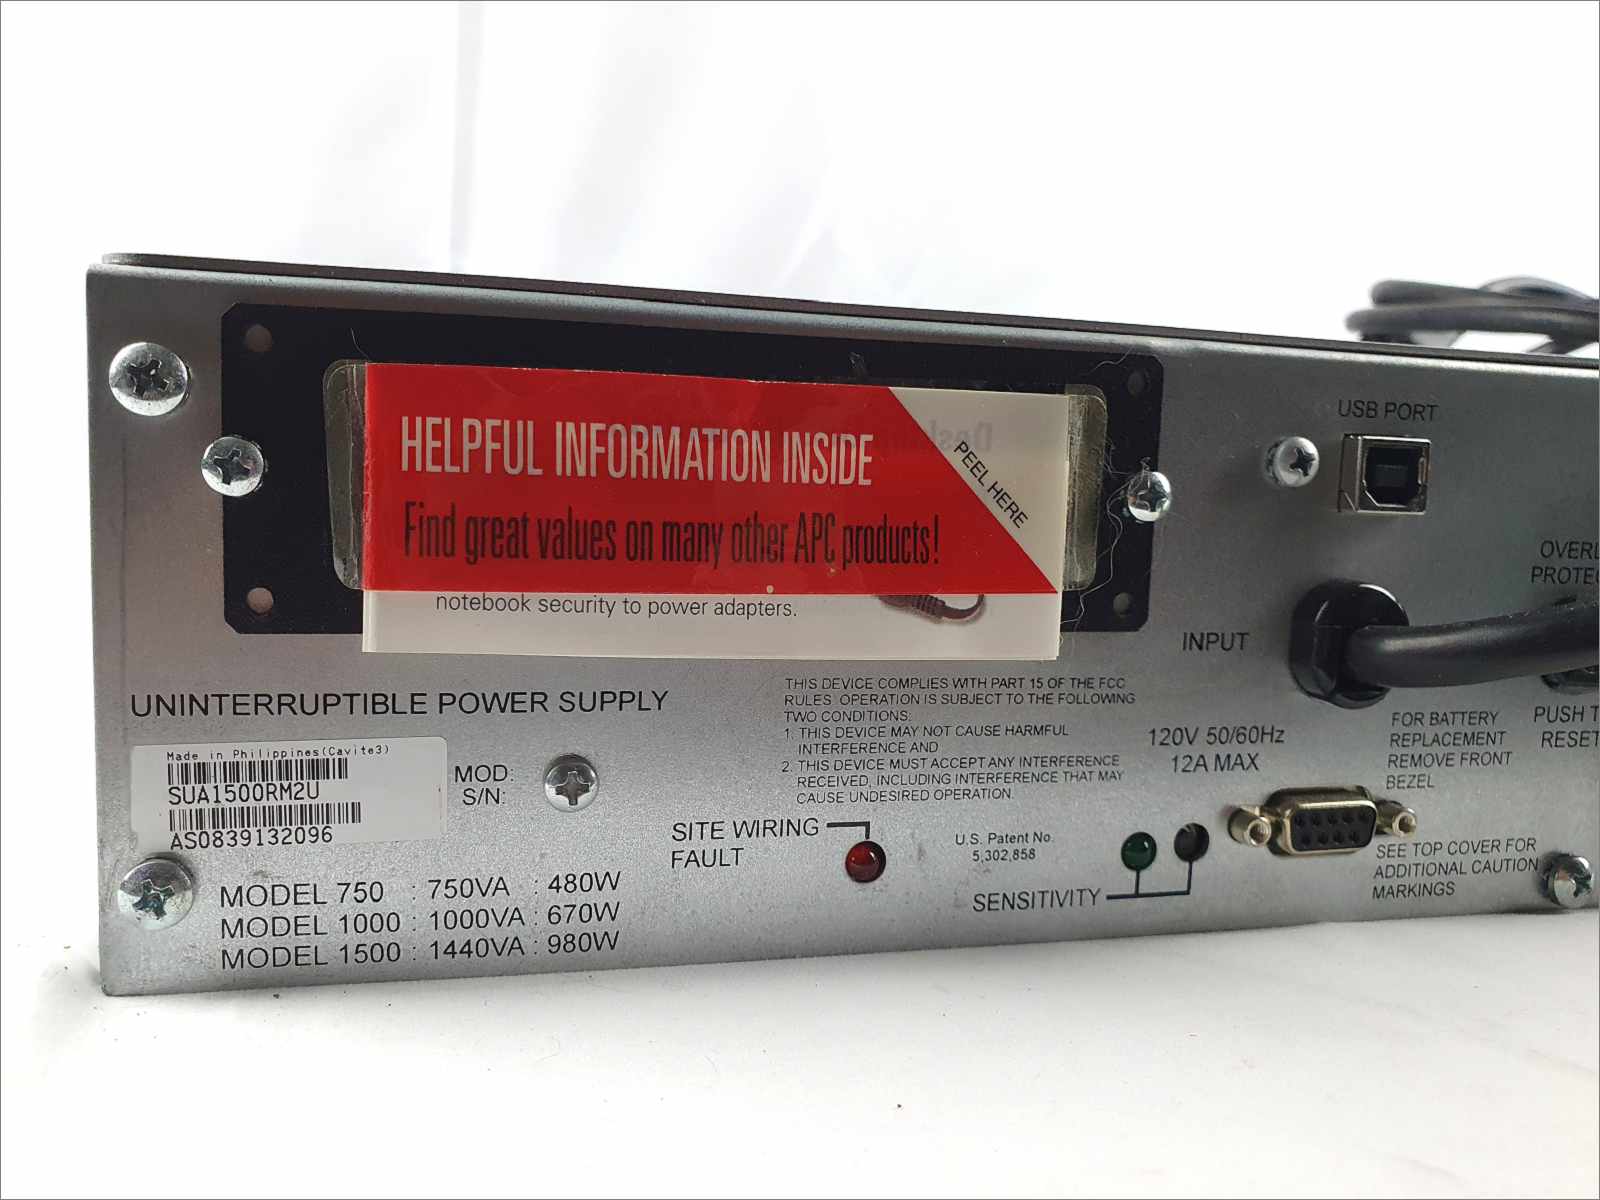 HELPFUL INFORMATION INSIDE
Find great values on many other APC products!
PEEL HERE
notebook security to power adapters.
USB PORT
OVERL
PROTEC
INPUT
UNINTERRUPTIBLE POWER SUPPLY
Made in Philippines(Cavite3)
SUA1500RM2U
AS0839132096
MOD:
S/N:
THIS DEVICE COMPLIES WITH PART 15 OF THE FCC
RULES. OPERATION IS SUBJECT TO THE FOLLOWING
TWO CONDITIONS:
1. THIS DEVICE MAY NOT CAUSE HARMFUL
INTERFERENCE AND
2. THIS DEVICE MUST ACCEPT ANY INTERFERENCE
RECEIVED, INCLUDING INTERFERENCE THAT MAY
CAUSE UNDESIRED OPERATION.
120V 50/60Hz
12A MAX
FOR BATTERY
REPLACEMENT
REMOVE FRONT
BEZEL
PUSH T
RESET
SITE WIRING
FAULT
U.S. Patent No.
5,302,858
SENSITIVITY
SEE TOP COVER FOR
ADDITIONAL CAUTION
MARKINGS
MODEL 750 : 750VA : 480W
MODEL 1000 : 1000VA : 670W
MODEL 1500 : 1440VA : 980W